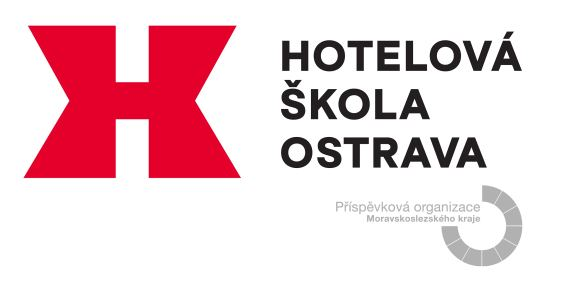 H
HOTELOVÁ
ŠKOLA
OSTRAVA
Příspěvková organizace
Moravskoslezského kraje